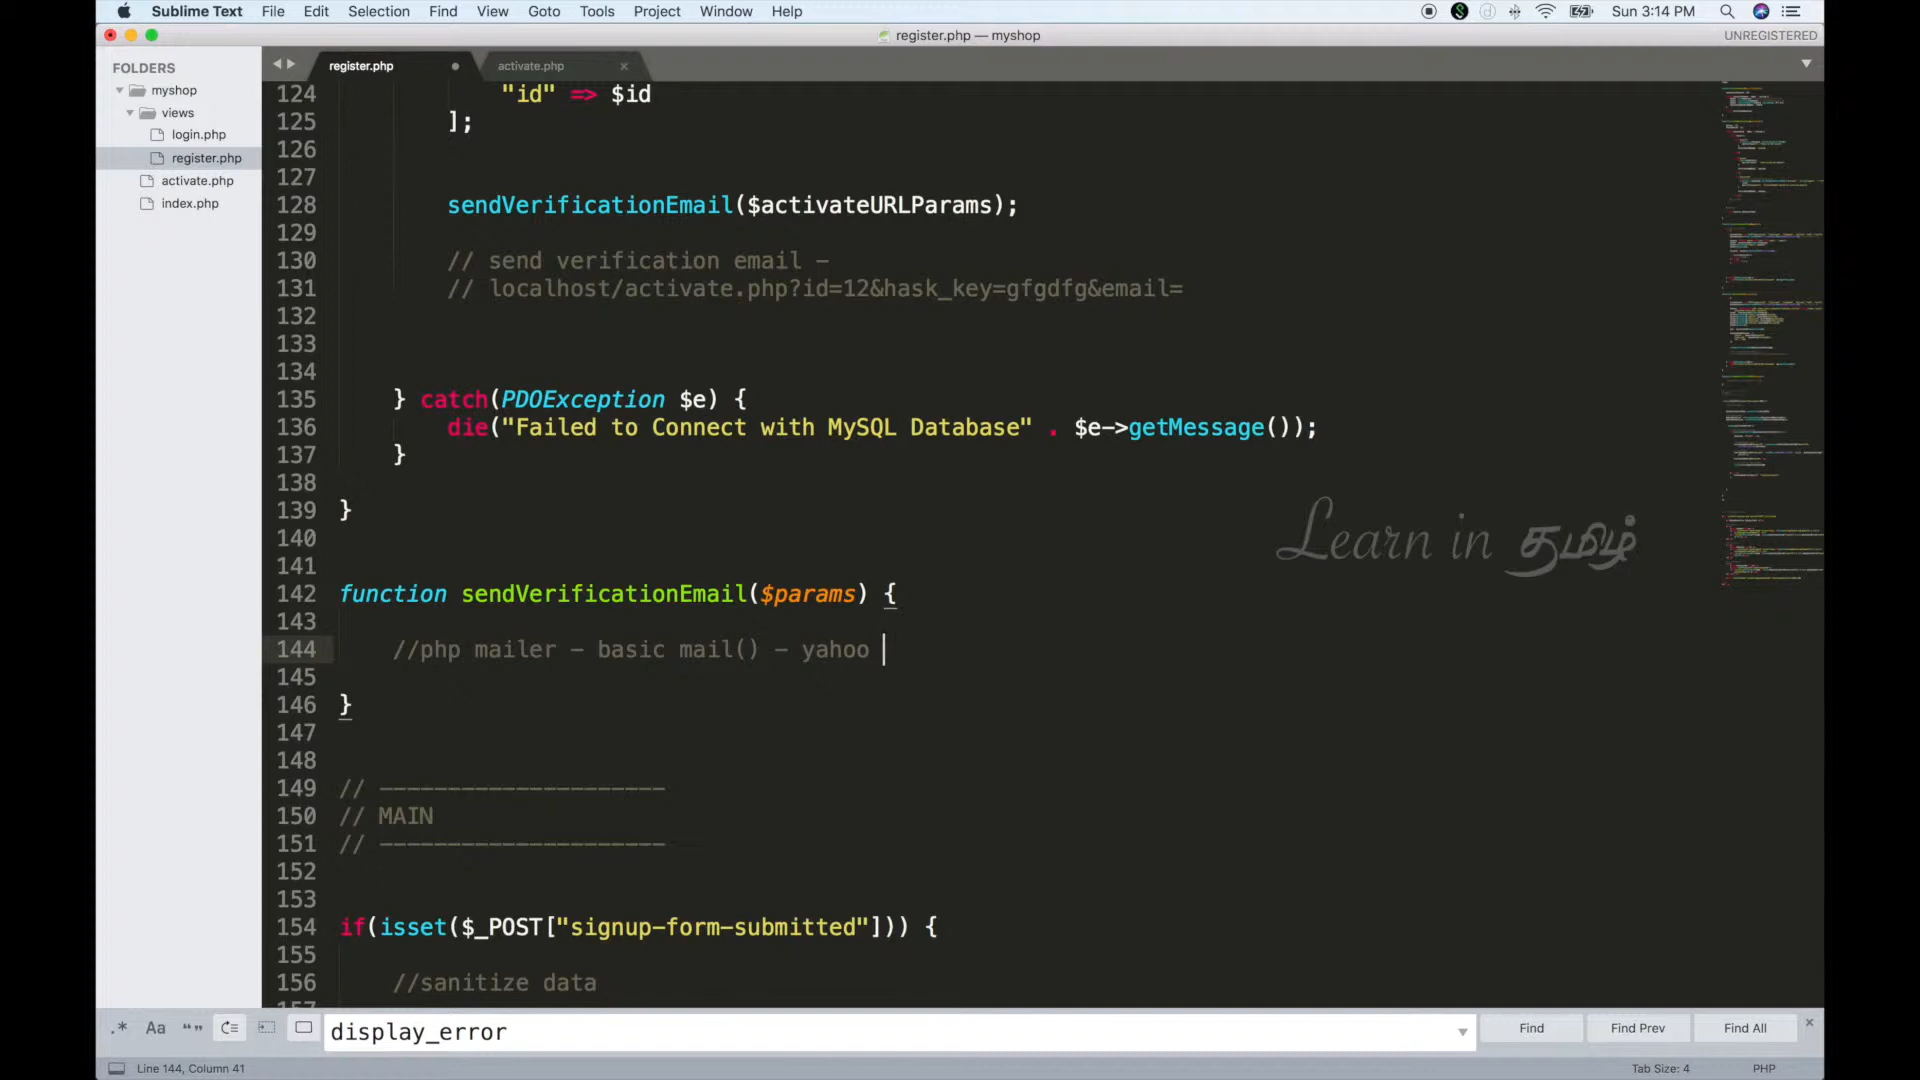 Sublime Text File Edit Selection Find View Goto Tools Project Window Help Sun 3:14 PM
register.php — myshop UNREGISTERED
FOLDERS
myshop
views
login.php
register.php
activate.php
index.php
register.php activate.php
124 "id" => $id
125 ];
126
127
128 sendVerificationEmail($activateURLParams);
129
130 // send verification email -
131 // localhost/activate.php?id=12&hask_key=gfgdfg&email=
132
133
134
135 } catch(PDOException $e) {
136 die("Failed to Connect with MySQL Database" . $e->getMessage());
137 }
138
139 }
140
141
142 function sendVerificationEmail($params) {
143
144 //php mailer - basic mail() - yahoo
145
146 }
147
148
149 // ---------------------
150 // MAIN
151 // ---------------------
152
153
154 if(isset($_POST["signup-form-submitted"])) {
155
156 //sanitize data
157
Learn in தமிழ்
.* Aa “” display_error Find Find Prev Find All
Line 144, Column 41 Tab Size: 4 PHP